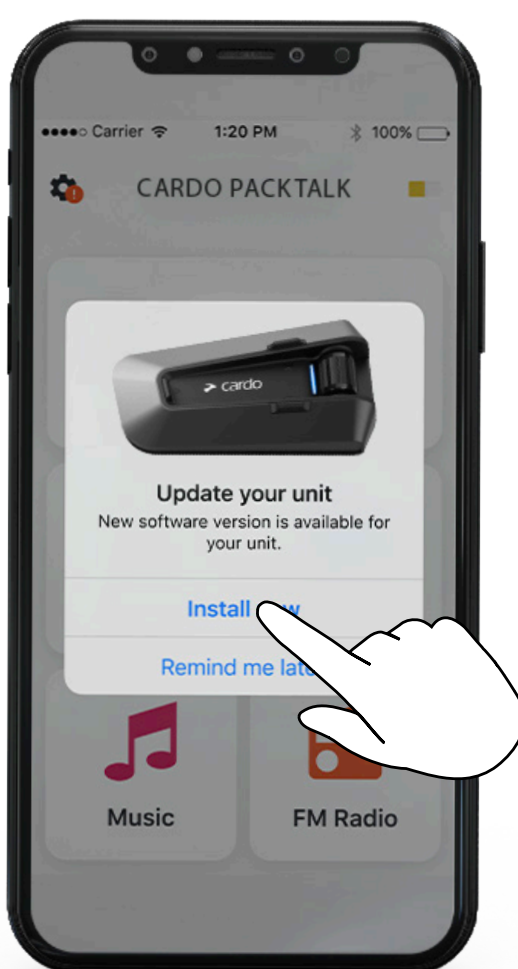 Carrier 1:20 PM 100%
CARDO PACKTALK
cardo
Update your unit
New software version is available for
your unit.
Install
Remind me
Music
FM Radio